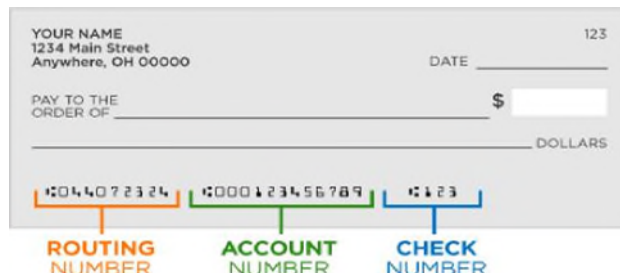 YOUR NAME 123
1234 Main Street
Anywhere, OH 00000
DATE
PAY TO THE
ORDER OF $
DOLLARS
⑆044072324 ⑆000123456789 ⑆123
ROUTING ACCOUNT CHECK
NUMBER NUMBER NUMBER